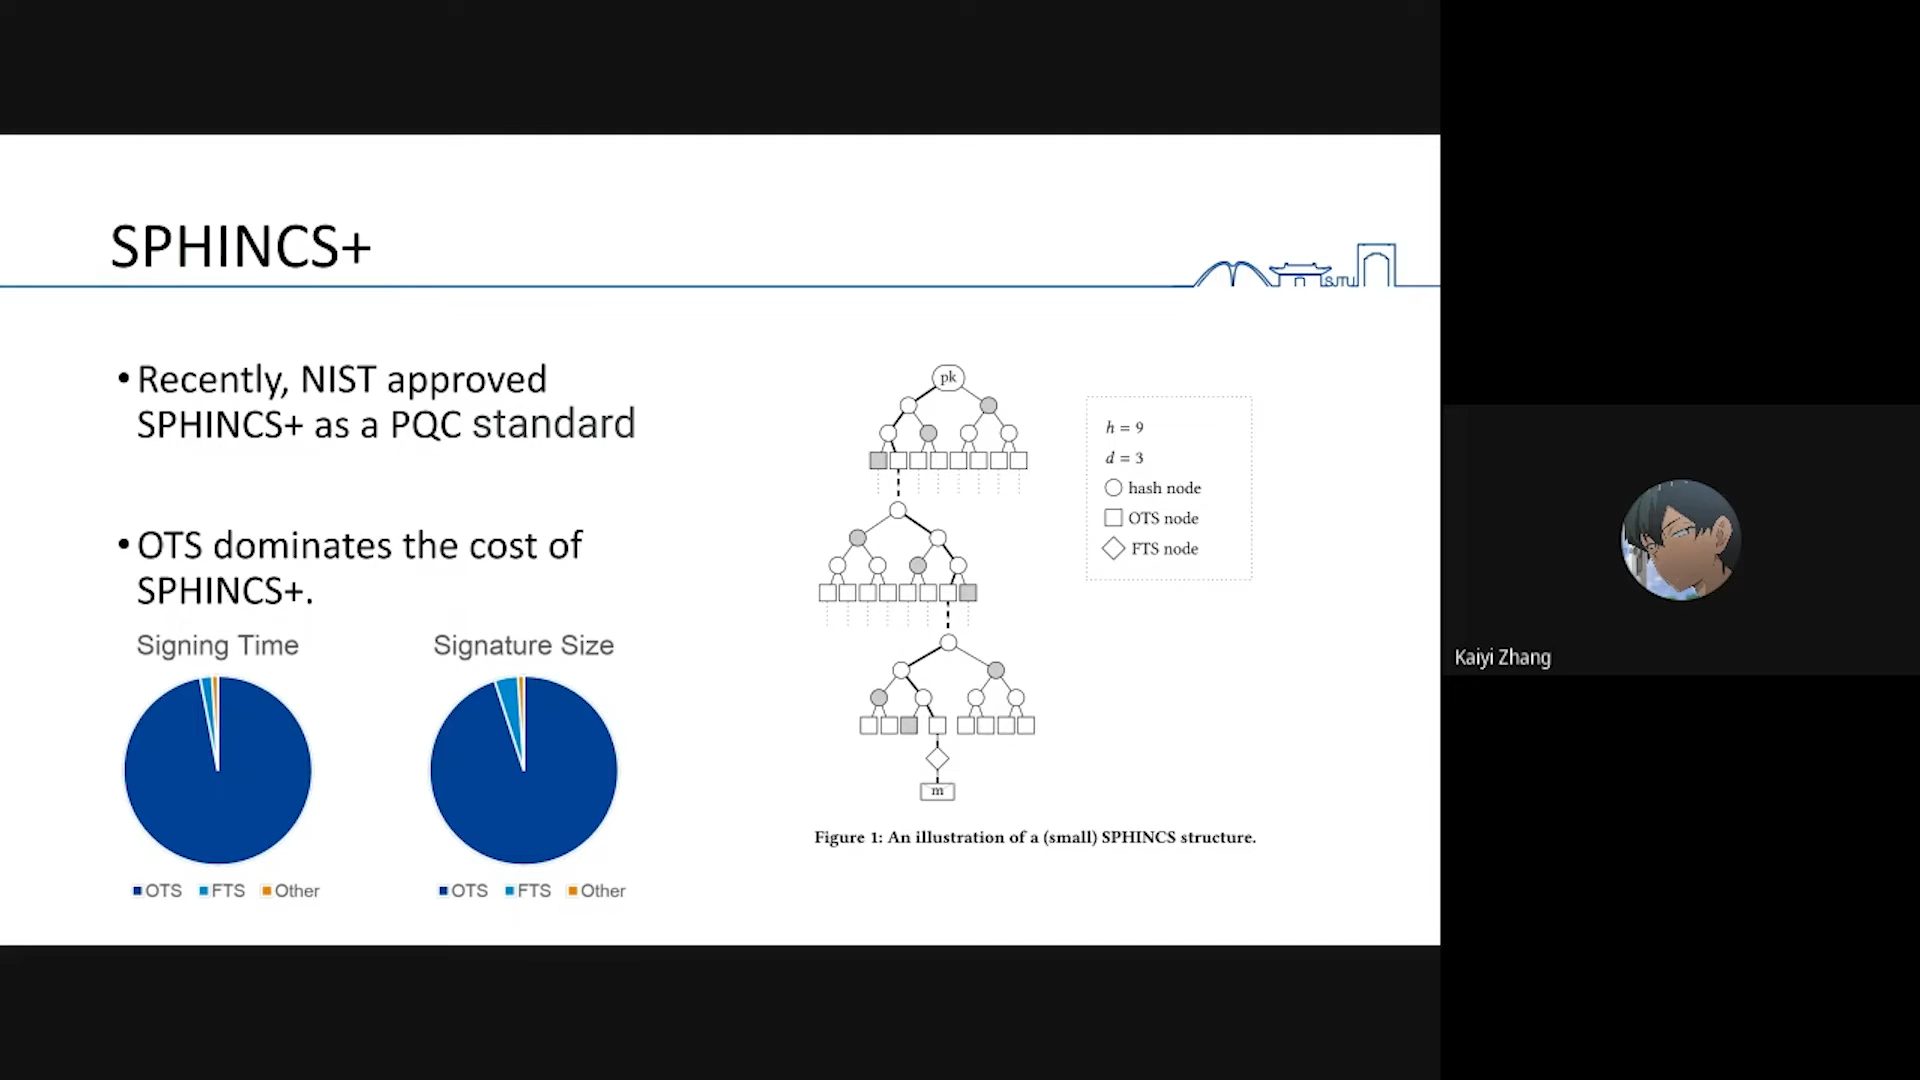 SPHINCS+
SJTU
• Recently, NIST approved
SPHINCS+ as a PQC standard
• OTS dominates the cost of
SPHINCS+.
Signing Time
Signature Size
OTS FTS Other
OTS FTS Other
pk
m
h = 9
d = 3
hash node
OTS node
FTS node
Figure 1: An illustration of a (small) SPHINCS structure.
Kaiyi Zhang